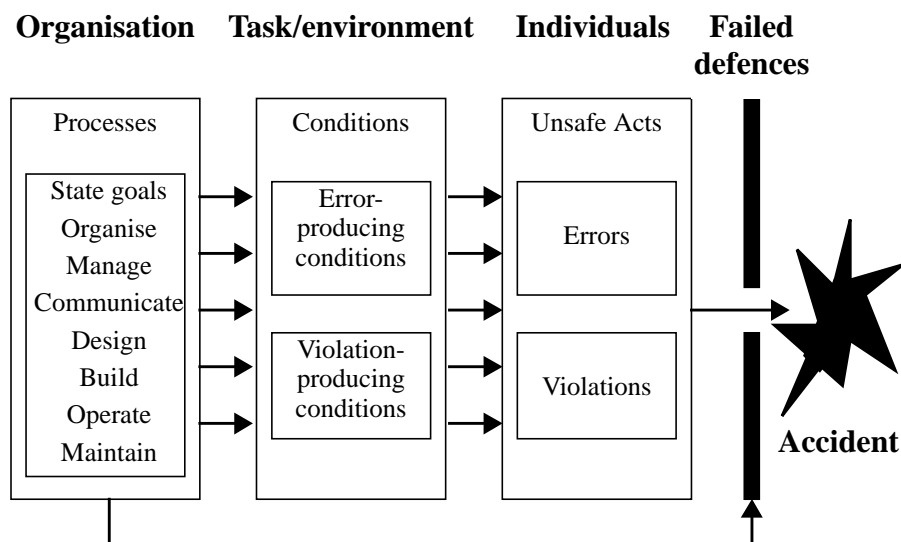 Organisation
Task/environment
Individuals
Failed
defences
Processes
State goals
Organise
Manage
Communicate
Design
Build
Operate
Maintain
Conditions
Error-
producing
conditions
Violation-
producing
conditions
Unsafe Acts
Errors
Violations
Accident